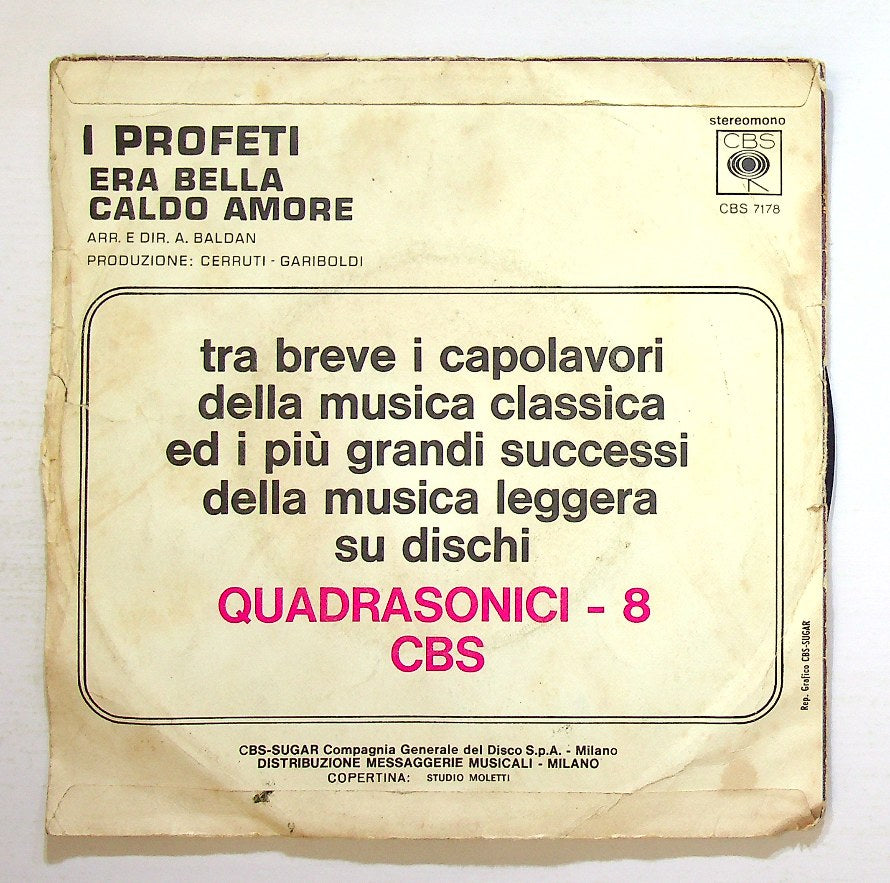 I PROFETI
ERA BELLA
CALDO AMORE
ARR. E DIR. A. BALDAN
PRODUZIONE: CERRUTI - GARIBOLDI
stereomono
CBS
CBS 7178
tra breve i capolavori
della musica classica
ed i più grandi successi
della musica leggera
su dischi
QUADRASONICI - 8
CBS
Rep. Grafico CBS-SUGAR
CBS-SUGAR Compagnia Generale del Disco S.p.A. - Milano
DISTRIBUZIONE MESSAGGERIE MUSICALI - MILANO
COPERTINA: STUDIO MOLETTI